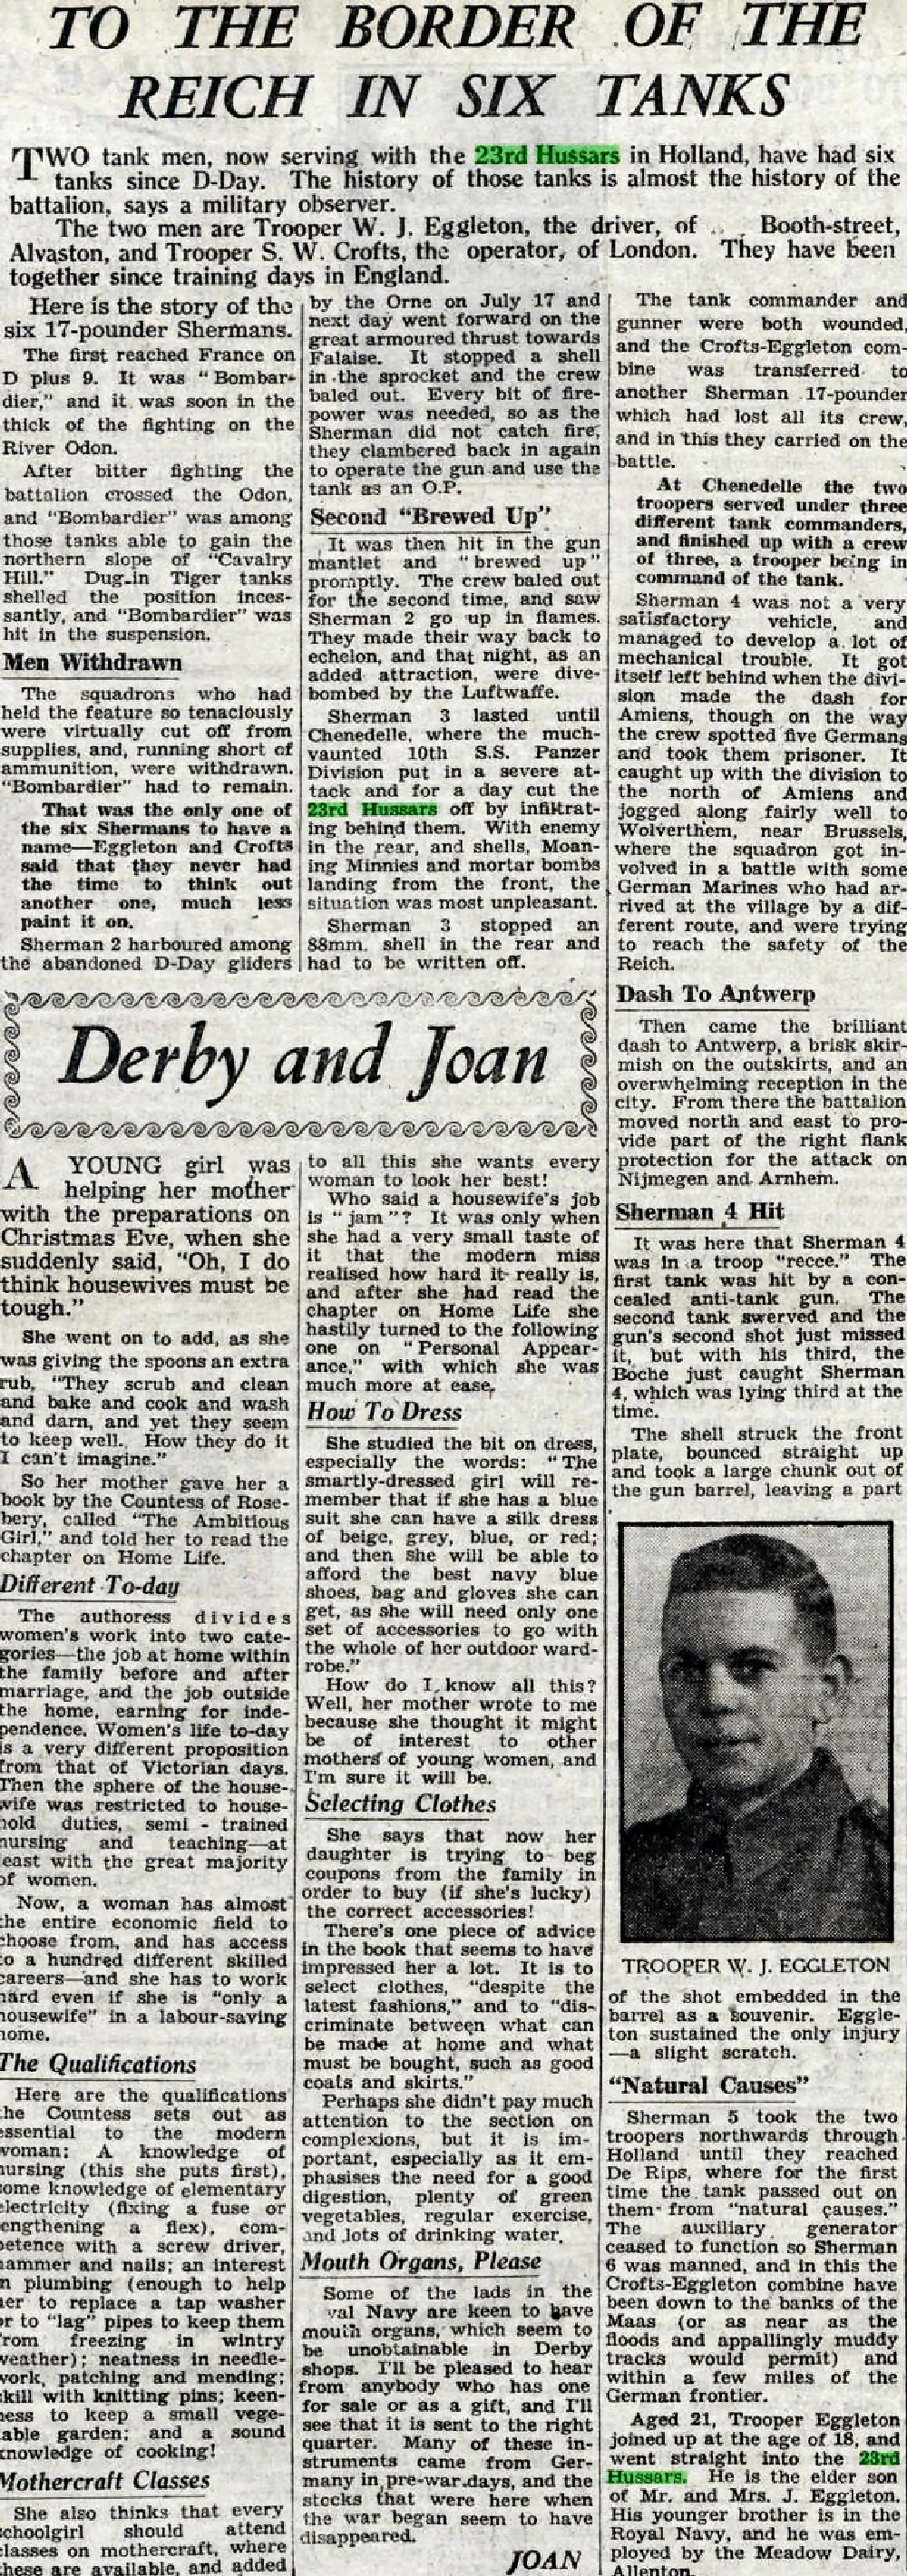 TO THE BORDER OF THE
REICH IN SIX TANKS
TWO tank men, now serving with the 23rd Hussars in Holland, have had six
tanks since D-Day. The history of those tanks is almost the history of the
battalion, says a military observer.
The two men are Trooper W. J. Eggleton, the driver, of .. , Booth-street,
Alvaston, and Trooper S. W. Crofts, the operator, of London. They have been
together since training days in England.
Here is the story of the
six 17-pounder Shermans.
The first reached France on
D plus 9. It was "Bombar-
dier," and it was soon in the
thick of the fighting on the
River Odon.
After bitter fighting the
battalion crossed the Odon,
and "Bombardier" was among
those tanks able to gain the
northern slope of "Cavalry
Hill." Dug-in Tiger tanks
shelled the position inces-
santly, and "Bombardier" was
hit in the suspension.
Men Withdrawn
The squadrons who had
held the feature so tenaciously
were virtually cut off from
supplies, and, running short of
ammunition, were withdrawn.
"Bombardier" had to remain.
That was the only one of
the six Shermans to have a
name—Eggleton and Crofts
said that they never had
the time to think out
another one, much less
paint it on.
Sherman 2 harboured among
the abandoned D-Day gliders
by the Orne on July 17 and
next day went forward on the
great armoured thrust towards
Falaise. It stopped a shell
in the sprocket and the crew
baled out. Every bit of fire-
power was needed, so as the
Sherman did not catch fire,
they clambered back in again
to operate the gun and use the
tank as an O.P.
Second "Brewed Up"
It was then hit in the gun
mantlet and "brewed up"
promptly. The crew baled out
for the second time, and saw
Sherman 2 go up in flames.
They made their way back to
echelon, and that night, as an
added attraction, were dive-
bombed by the Luftwaffe.
Sherman 3 lasted until
Chenedelle, where the much-
vaunted 10th S.S. Panzer
Division put in a severe at-
tack and for a day cut the
23rd Hussars off by infiktrat-
ing behind them. With enemy
in the rear, and shells, Moan-
ing Minnies and mortar bombs
landing from the front, the
situation was most unpleasant.
Sherman 3 stopped an
88mm. shell in the rear and
had to be written off.
The tank commander and
gunner were both wounded,
and the Crofts-Eggleton com-
bine was transferred to
another Sherman 17-pounder
which had lost all its crew,
and in this they carried on the
battle.
At Chenedelle the two
troopers served under three
different tank commanders,
and finished up with a crew
of three, a trooper being in
command of the tank.
Sherman 4 was not a very
satisfactory vehicle, and
managed to develop a lot of
mechanical trouble. It got
itself left behind when the divi-
sion made the dash for
Amiens, though on the way
the crew spotted five Germans
and took them prisoner. It
caught up with the division to
the north of Amiens and
jogged along fairly well to
Wolverthem, near Brussels,
where the squadron got in-
volved in a battle with some
German Marines who had ar-
rived at the village by a dif-
ferent route, and were trying
to reach the safety of the
Reich.
Dash To Antwerp
Then came the brilliant
dash to Antwerp, a brisk skir-
mish on the outskirts, and an
overwhelming reception in the
city. From there the battalion
moved north and east to pro-
vide part of the right flank
protection for the attack on
Nijmegen and Arnhem.
Sherman 4 Hit
It was here that Sherman 4
was in a troop "recce." The
first tank was hit by a con-
cealed anti-tank gun. The
second tank swerved and the
gun's second shot just missed
it, but with his third, the
Boche just caught Sherman
4, which was lying third at the
time.
The shell struck the front
plate, bounced straight up
and took a large chunk out of
the gun barrel, leaving a part
TROOPER W. J. EGGLETON
of the shot embedded in the
barrel as a souvenir. Eggle-
ton sustained the only injury
—a slight scratch.
"Natural Causes"
Sherman 5 took the two
troopers northwards through
Holland until they reached
De Rips, where for the first
time the tank passed out on
them from "natural causes."
The auxiliary generator
ceased to function so Sherman
6 was manned, and in this the
Crofts-Eggleton combine have
been down to the banks of the
Maas (or as near as the
floods and appallingly muddy
tracks would permit) and
within a few miles of the
German frontier.
Aged 21, Trooper Eggleton
joined up at the age of 18, and
went straight into the 23rd
Hussars. He is the elder son
of Mr. and Mrs. J. Eggleton.
His younger brother is in the
Royal Navy, and he was em-
ployed by the Meadow Dairy,
Allenton.
Derby and Joan
A YOUNG girl was
helping her mother
with the preparations on
Christmas Eve, when she
suddenly said, "Oh, I do
think housewives must be
tough."
She went on to add, as she
was giving the spoons an extra
rub, "They scrub and clean
and bake and cook and wash
and darn, and yet they seem
to keep well. How they do it
I can't imagine."
So her mother gave her a
book by the Countess of Rose-
bery, called "The Ambitious
Girl," and told her to read the
chapter on Home Life.
Different To-day
The authoress divides
women's work into two cate-
gories—the job at home within
the family before and after
marriage, and the job outside
the home, earning for inde-
pendence. Women's life to-day
is a very different proposition
from that of Victorian days.
Then the sphere of the house-
wife was restricted to house-
hold duties, semi-trained
nursing and teaching—at
east with the great majority
of women.
Now, a woman has almost
the entire economic field to
choose from, and has access
to a hundred different skilled
careers—and she has to work
hard even if she is "only a
housewife" in a labour-saving
home.
The Qualifications
Here are the qualifications
the Countess sets out as
essential to the modern
woman: A knowledge of
nursing (this she puts first),
some knowledge of elementary
electricity (fixing a fuse or
lengthening a flex), com-
petence with a screw driver,
hammer and nails; an interest
in plumbing (enough to help
her to replace a tap washer
or to "lag" pipes to keep them
from freezing in wintry
weather); neatness in needle-
work, patching and mending;
skill with knitting pins; keen-
ness to keep a small vege-
table garden; and a sound
knowledge of cooking!
Mothercraft Classes
She also thinks that every
schoolgirl should attend
classes on mothercraft, where
these are available, and added
to all this she wants every
woman to look her best!
Who said a housewife's job
is "jam"? It was only when
she had a very small taste of
it that the modern miss
realised how hard it really is,
and after she had read the
chapter on Home Life she
hastily turned to the following
one on "Personal Appear-
ance," with which she was
much more at ease,
How To Dress
She studied the bit on dress,
especially the words: "The
smartly-dressed girl will re-
member that if she has a blue
suit she can have a silk dress
of beige, grey, blue, or red;
and then she will be able to
afford the best navy blue
shoes, bag and gloves she can
get, as she will need only one
set of accessories to go with
the whole of her outdoor ward-
robe."
How do I know all this?
Well, her mother wrote to me
because she thought it might
be of interest to other
mothers of young women, and
I'm sure it will be.
Selecting Clothes
She says that now her
daughter is trying to beg
coupons from the family in
order to buy (if she's lucky)
the correct accessories!
There's one piece of advice
in the book that seems to have
impressed her a lot. It is to
select clothes, "despite the
latest fashions," and to "dis-
criminate between what can
be made at home and what
must be bought, such as good
coats and skirts."
Perhaps she didn't pay much
attention to the section on
complexions, but it is im-
portant, especially as it em-
phasises the need for a good
digestion, plenty of green
vegetables, regular exercise,
and lots of drinking water.
Mouth Organs, Please
Some of the lads in the
val Navy are keen to have
mouth organs, which seem to
be unobtainable in Derby
shops. I'll be pleased to hear
from anybody who has one
for sale or as a gift, and I'll
see that it is sent to the right
quarter. Many of these in-
struments came from Ger-
many in pre-war days, and the
stocks that were here when
the war began seem to have
disappeared.
JOAN